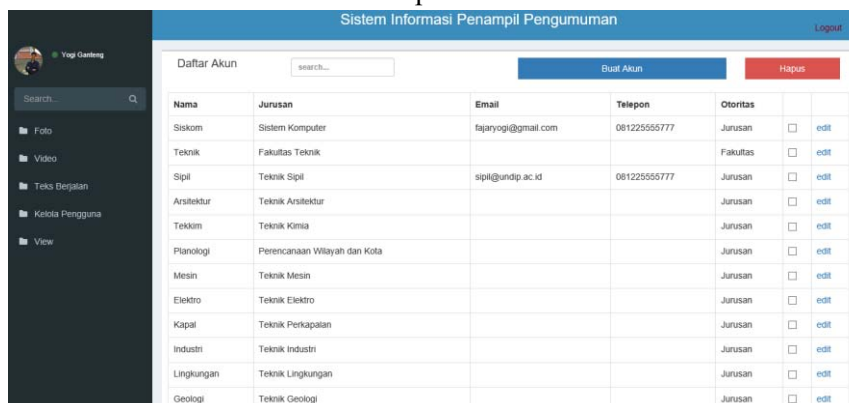 Sistem Informasi Penampil Pengumuman
Logout
Yogi Ganteng
Search...
Foto
Video
Teks Berjalan
Kelola Pengguna
View
Daftar Akun search... Buat Akun Hapus
Nama Jurusan Email Telepon Otoritas
Siskom Sistem Komputer fajaryogi@gmail.com 081225555777 Jurusan edit
Teknik Fakultas Teknik Fakultas edit
Sipil Teknik Sipil sipil@undip.ac.id 081225555777 Jurusan edit
Arsitektur Teknik Arsitektur Jurusan edit
Tekkim Teknik Kimia Jurusan edit
Planologi Perencanaan Wilayah dan Kota Jurusan edit
Mesin Teknik Mesin Jurusan edit
Elektro Teknik Elektro Jurusan edit
Kapal Teknik Perkapalan Jurusan edit
Industri Teknik Industri Jurusan edit
Lingkungan Teknik Lingkungan Jurusan edit
Geologi Teknik Geologi Jurusan edit